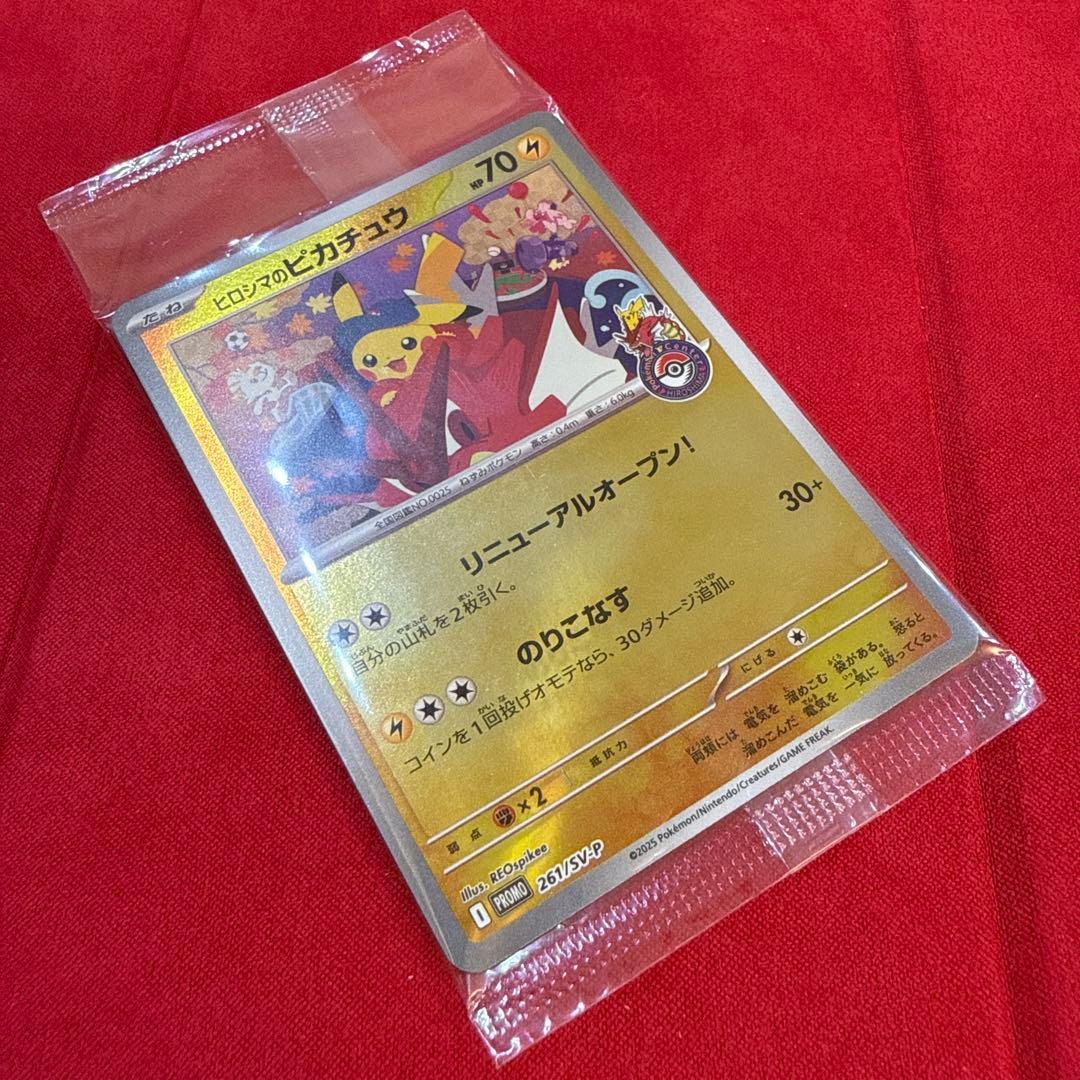 たね
ヒロシマのピカチュウ
HP 70
Pokémon Center HIROSHIMA
全国図鑑NO.0025 ねずみポケモン 高さ:0.4m 重さ:6.0kg
リニューアルオープン!
自分の山札を2枚引く。
のりこなす 30+
コインを1回投げオモテなら、30ダメージ追加。
弱点 ×2 抵抗力 にげる
両頬には 電気を 溜めこむ 袋がある。 怒ると
溜めこんだ 電気を 一気に 放ってくる。
Illus. REOspikee
I PROMO 261/SV-P
©2025 Pokémon/Nintendo/Creatures/GAME FREAK.